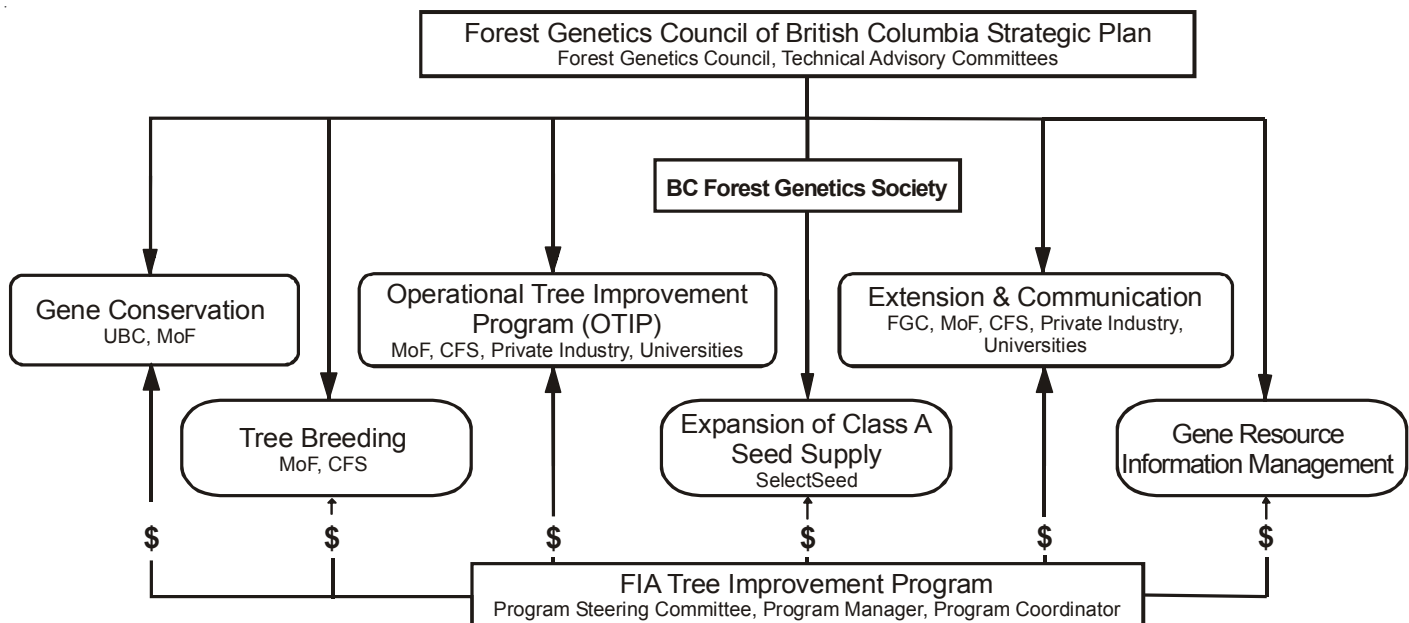 Forest Genetics Council of British Columbia Strategic Plan
Forest Genetics Council, Technical Advisory Committees
BC Forest Genetics Society
Gene Conservation
UBC, MoF
Operational Tree Improvement
Program (OTIP)
MoF, CFS, Private Industry, Universities
Extension & Communication
FGC, MoF, CFS, Private Industry,
Universities
Tree Breeding
MoF, CFS
Expansion of Class A
Seed Supply
SelectSeed
Gene Resource
Information Management
$ $ $ $ $ $
FIA Tree Improvement Program
Program Steering Committee, Program Manager, Program Coordinator